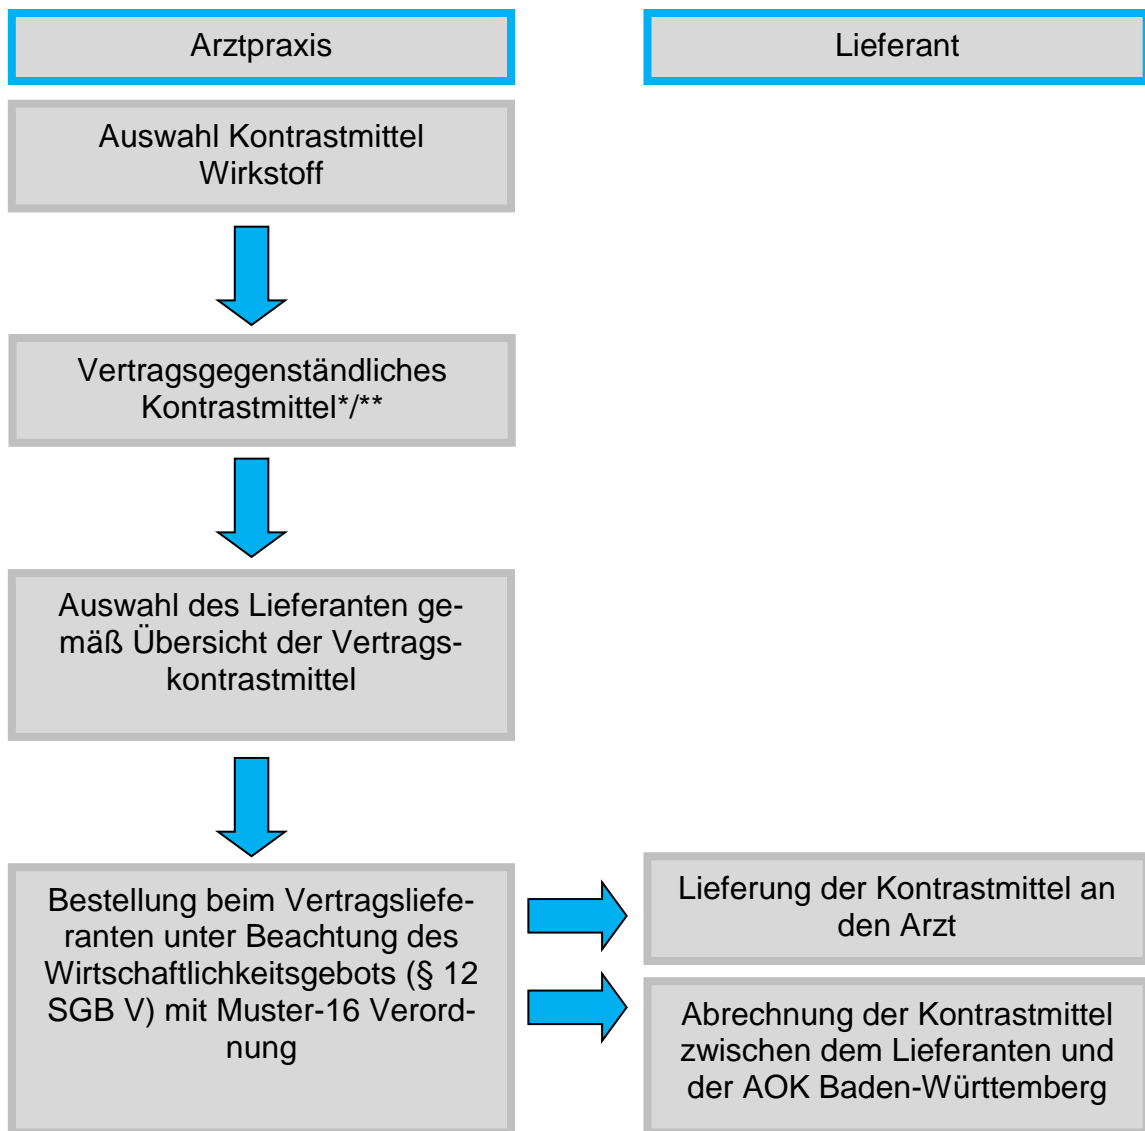 Arztpraxis
Lieferant
Auswahl Kontrastmittel
Wirkstoff
Vertragsgegenständliches
Kontrastmittel*/**
Auswahl des Lieferanten ge-
mäß Übersicht der Vertrags-
kontrastmittel
Bestellung beim Vertragsliefe-
ranten unter Beachtung des
Wirtschaftlichkeitsgebots (§ 12
SGB V) mit Muster-16 Verord-
nung
Lieferung der Kontrastmittel an
den Arzt
Abrechnung der Kontrastmittel
zwischen dem Lieferanten und
der AOK Baden-Württemberg